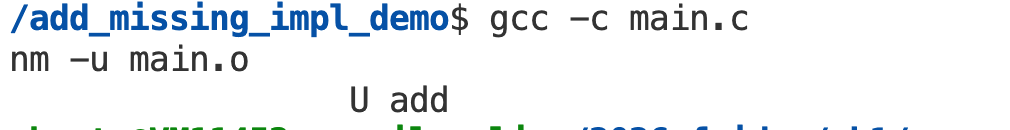 /add_missing_impl_demo$ gcc -c main.c
nm -u main.o
U add